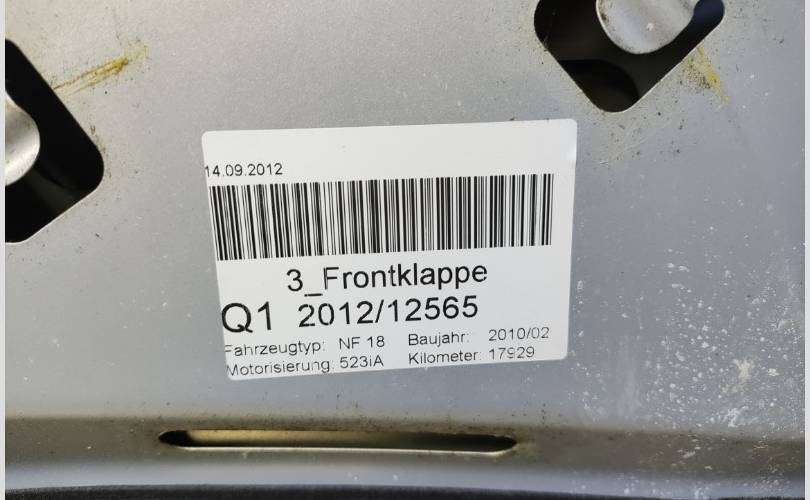 14.09.2012
3_Frontklappe
Q1 2012/12565
Fahrzeugtyp: NF 18 Baujahr: 2010/02
Motorisierung: 523iA Kilometer: 17929